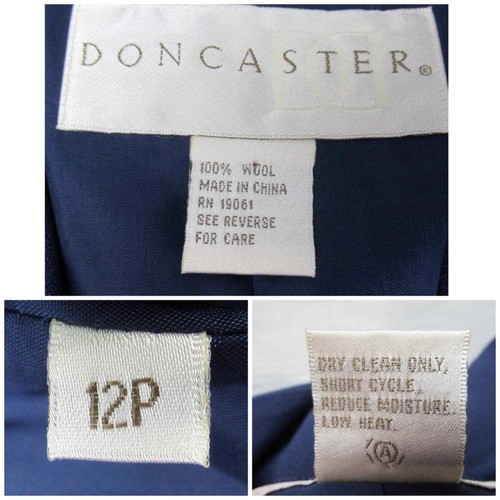 DONCASTER®
100% WOOL
MADE IN CHINA
RN 19061
SEE REVERSE
FOR CARE
12P
DRY CLEAN ONLY,
SHORT CYCLE,
REDUCE MOISTURE.
LOW HEAT.
(A)